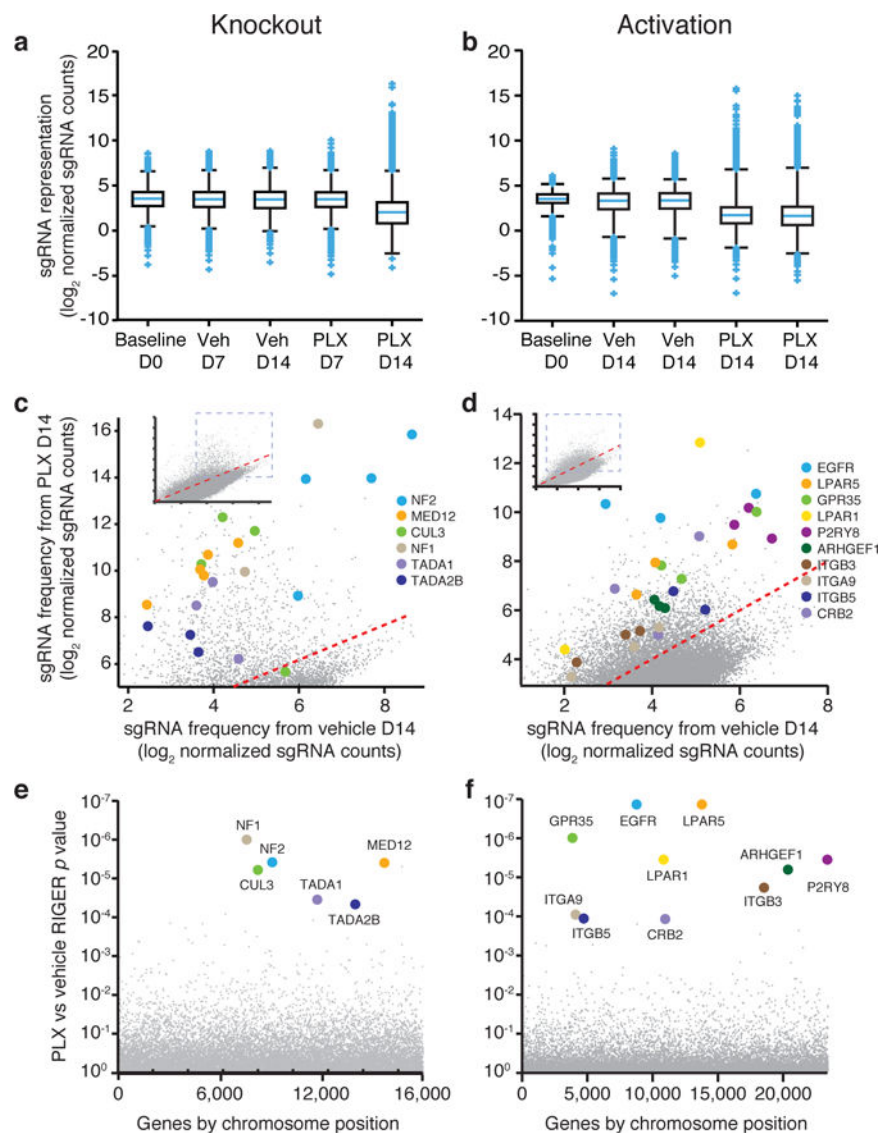 Knockout
Activation
a
b
sgRNA representation
(log2 normalized sgRNA counts)
20
15
10
5
0
-5
-10
Baseline D0
Veh D7
Veh D14
PLX D7
PLX D14
20
15
10
5
0
-5
-10
Baseline D0
Veh D14
Veh D14
PLX D14
PLX D14
c
sgRNA frequency from PLX D14
(log2 normalized sgRNA counts)
16
14
12
10
8
6
NF2
MED12
CUL3
NF1
TADA1
TADA2B
2
4
6
8
sgRNA frequency from vehicle D14
(log2 normalized sgRNA counts)
d
14
12
10
8
6
4
EGFR
LPAR5
GPR35
LPAR1
P2RY8
ARHGEF1
ITGB3
ITGA9
ITGB5
CRB2
2
4
6
8
sgRNA frequency from vehicle D14
(log2 normalized sgRNA counts)
e
PLX vs vehicle RIGER p value
10-7
10-6
10-5
10-4
10-3
10-2
10-1
100
NF1
NF2
CUL3
MED12
TADA1
TADA2B
0
6,000
12,000
16,000
Genes by chromosome position
f
10-7
10-6
10-5
10-4
10-3
10-2
10-1
100
GPR35
EGFR
LPAR5
LPAR1
ARHGEF1
P2RY8
ITGB3
ITGA9
ITGB5
CRB2
0
5,000
10,000
15,000
20,000
Genes by chromosome position